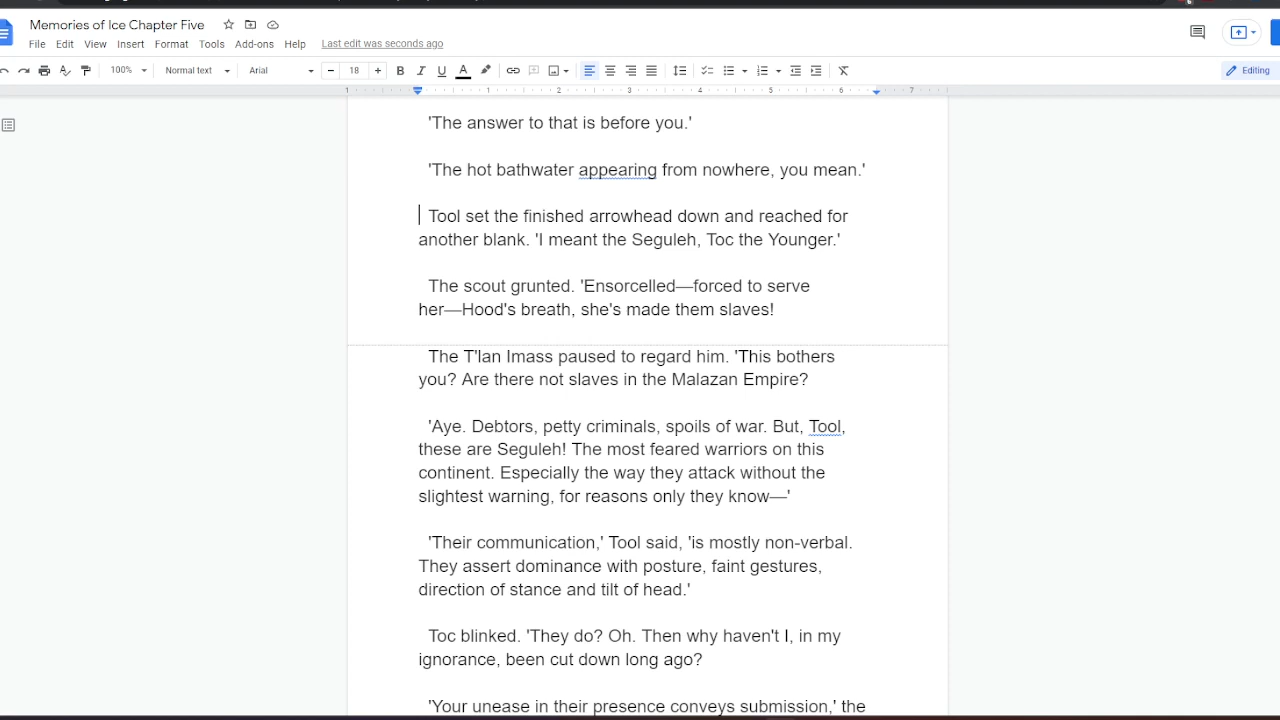 Memories of Ice Chapter Five
File Edit View Insert Format Tools Add-ons Help Last edit was seconds ago
100% Normal text Arial 18 B I U A Editing
1 1 2 3 4 5 6 7
'The answer to that is before you.'
'The hot bathwater appearing from nowhere, you mean.'
Tool set the finished arrowhead down and reached for
another blank. 'I meant the Seguleh, Toc the Younger.'
The scout grunted. 'Ensorcelled—forced to serve
her—Hood's breath, she's made them slaves!
The T'lan Imass paused to regard him. 'This bothers
you? Are there not slaves in the Malazan Empire?
'Aye. Debtors, petty criminals, spoils of war. But, Tool,
these are Seguleh! The most feared warriors on this
continent. Especially the way they attack without the
slightest warning, for reasons only they know—'
'Their communication,' Tool said, 'is mostly non-verbal.
They assert dominance with posture, faint gestures,
direction of stance and tilt of head.'
Toc blinked. 'They do? Oh. Then why haven't I, in my
ignorance, been cut down long ago?
'Your unease in their presence conveys submission,' the